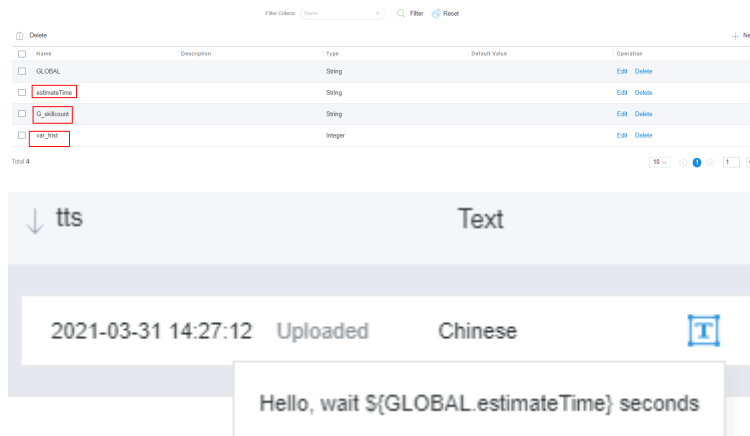 Filter Criteria: Name Filter Reset
Delete
Name Description Type Default Value Operation
GLOBAL String Edit Delete
estimateTime String Edit Delete
G_skillcount String Edit Delete
var_frist Integer Edit Delete
Total:4 10 1 1
tts Text
2021-03-31 14:27:12 Uploaded Chinese T
Hello, wait ${GLOBAL.estimateTime} seconds